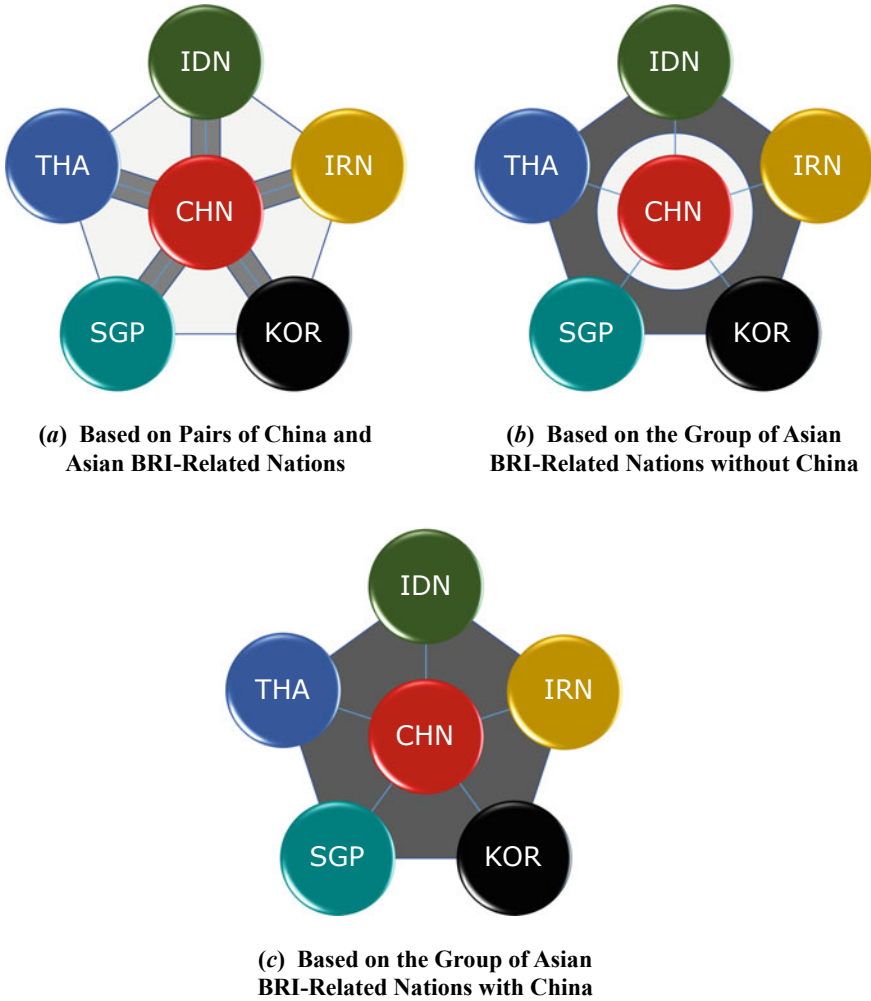 IDN
IDN
THA
IRN
THA
IRN
CHN
CHN
SGP
KOR
SGP
KOR
(a) Based on Pairs of China and
Asian BRI-Related Nations
(b) Based on the Group of Asian
BRI-Related Nations without China
IDN
THA
IRN
CHN
SGP
KOR
(c) Based on the Group of Asian
BRI-Related Nations with China